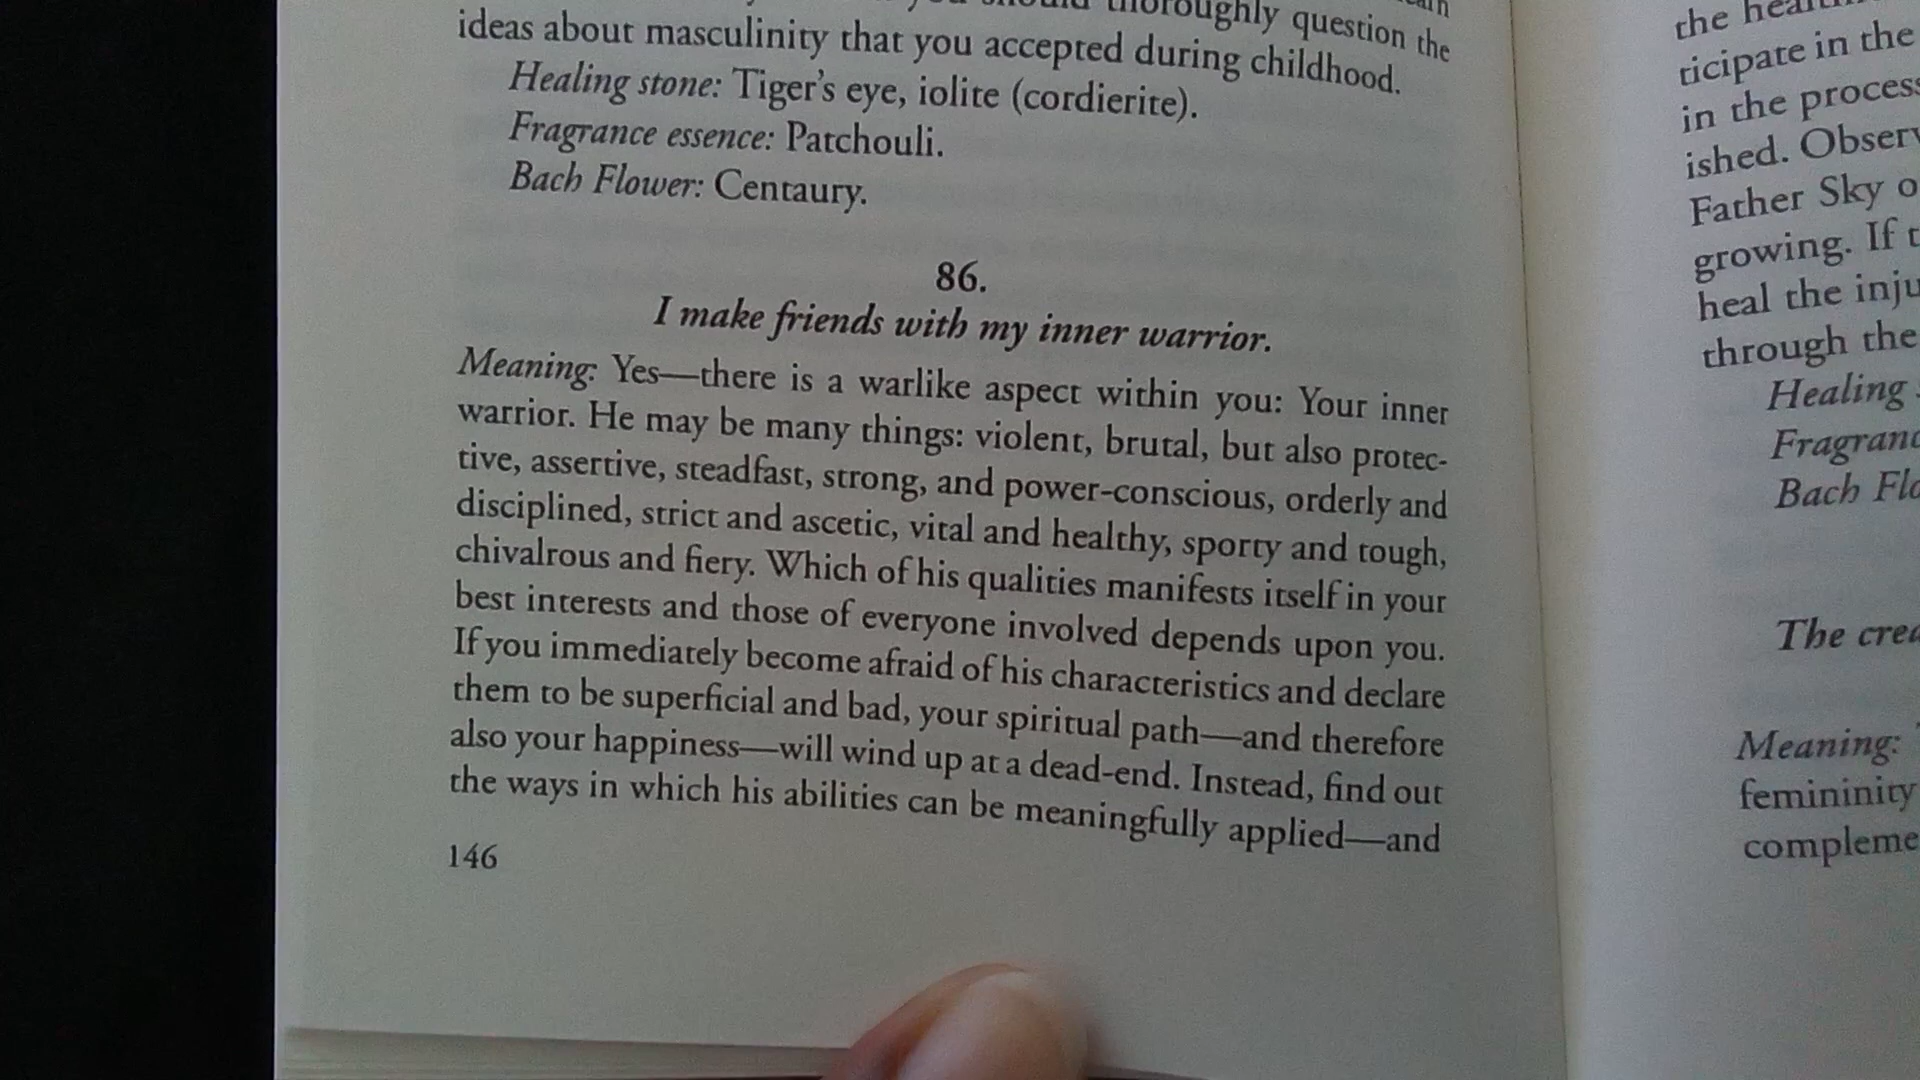 should thoroughly question the
ideas about masculinity that you accepted during childhood.
Healing stone: Tiger's eye, iolite (cordierite).
Fragrance essence: Patchouli.
Bach Flower: Centaury.
86.
I make friends with my inner warrior.
Meaning: Yes—there is a warlike aspect within you: Your inner
warrior. He may be many things: violent, brutal, but also protec-
tive, assertive, steadfast, strong, and power-conscious, orderly and
disciplined, strict and ascetic, vital and healthy, sporty and tough,
chivalrous and fiery. Which of his qualities manifests itself in your
best interests and those of everyone involved depends upon you.
If you immediately become afraid of his characteristics and declare
them to be superficial and bad, your spiritual path—and therefore
also your happiness—will wind up at a dead-end. Instead, find out
the ways in which his abilities can be meaningfully applied—and
146
the
ticipate in the
in the process
ished.
Father Sky
growing. If
heal the
through the
Healing
Bach
The
Meaning:
femininity